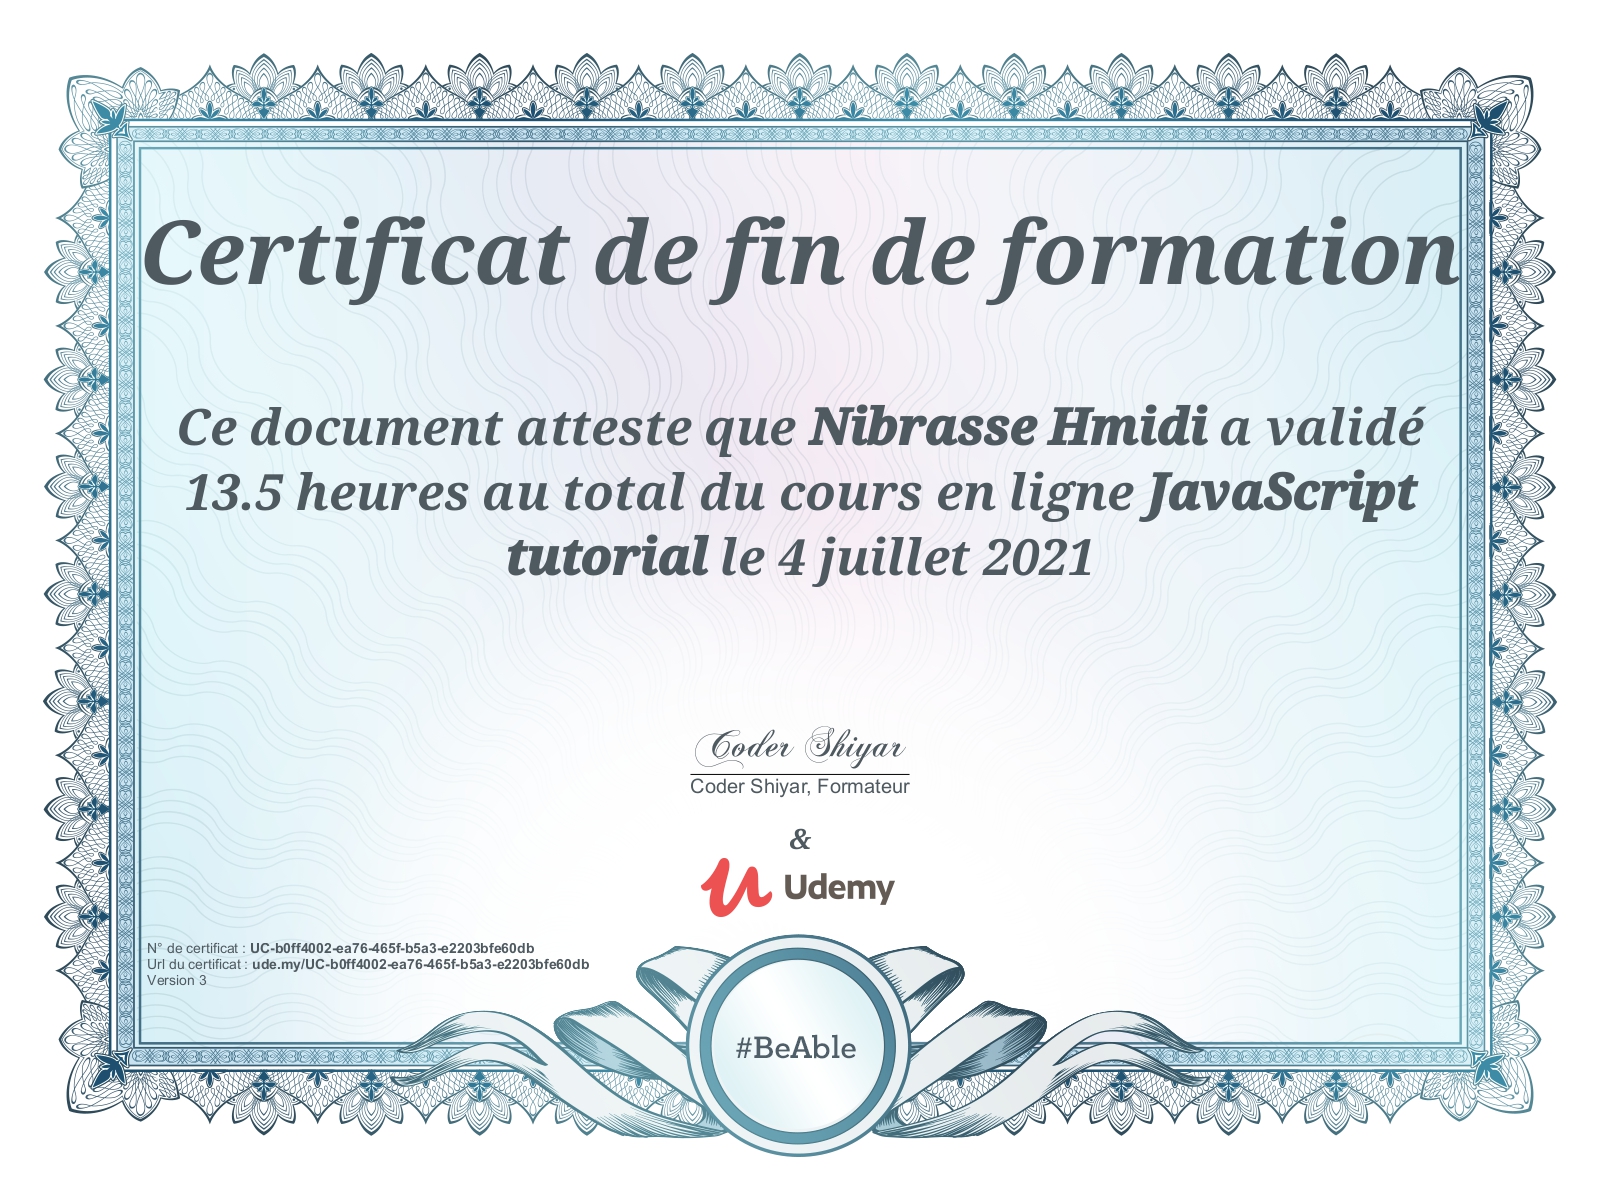 Certificat de fin de formation
Ce document atteste que Nibrasse Hmidi a validé
13.5 heures au total du cours en ligne JavaScript
tutorial le 4 juillet 2021
Coder Shiyar
Coder Shiyar, Formateur
&
Udemy
N° de certificat : UC-b0ff4002-ea76-465f-b5a3-e2203bfe60db
Url du certificat : ude.my/UC-b0ff4002-ea76-465f-b5a3-e2203bfe60db
Version 3
#BeAble